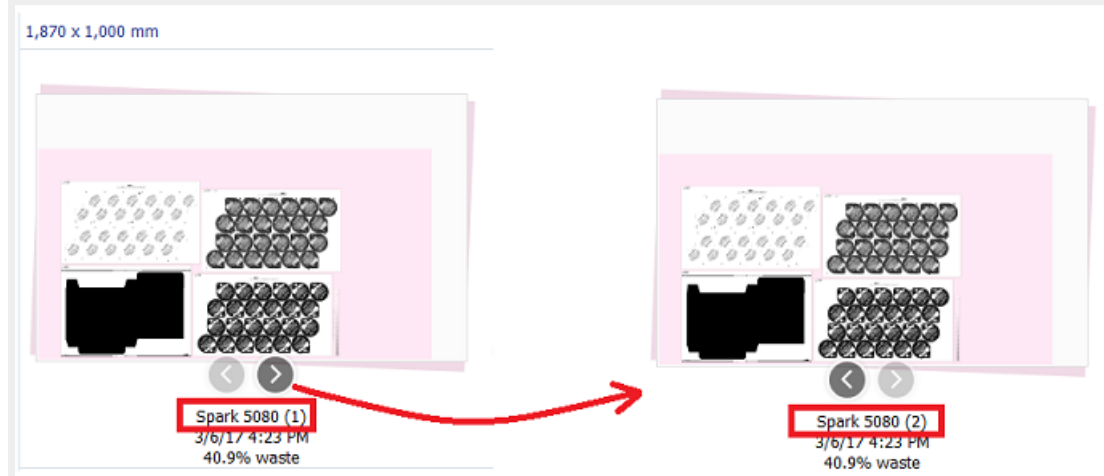 1,870 x 1,000 mm
Spark 5080 (1)
3/6/17 4:23 PM
40.9% waste
Spark 5080 (2)
3/6/17 4:23 PM
40.9% waste